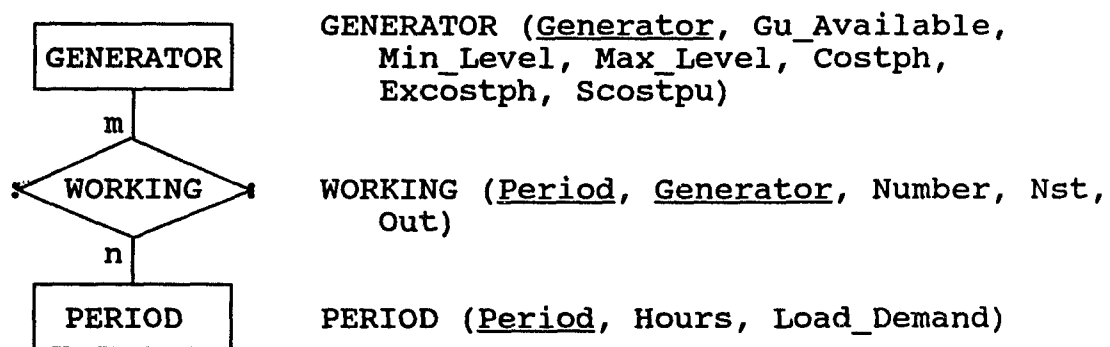 GENERATOR
GENERATOR (Generator, Gu_Available,
Min_Level, Max_Level, Costph,
Excostph, Scostpu)
m
WORKING
WORKING (Period, Generator, Number, Nst,
Out)
n
PERIOD
PERIOD (Period, Hours, Load_Demand)